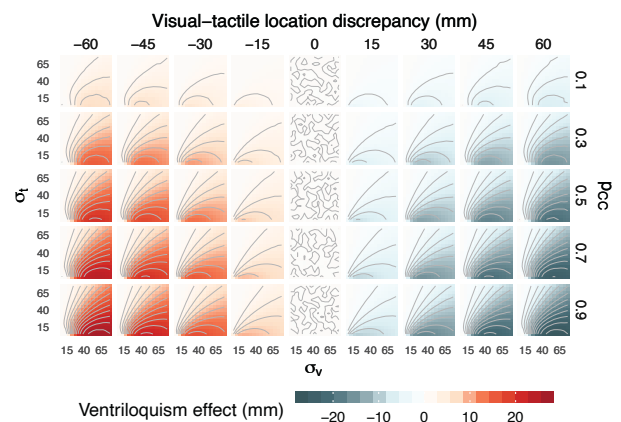 Visual−tactile location discrepancy (mm)
−60 −45 −30 −15 0 15 30 45 60
65
40
15
0.1
65
40
15
0.3
65
40
15
0.5
65
40
15
0.7
65
40
15
0.9
σt
pCC
15 40 65 15 40 65 15 40 65 15 40 65 15 40 65 15 40 65 15 40 65 15 40 65 15 40 65
σv
Ventriloquism effect (mm)
−20 −10 0 10 20